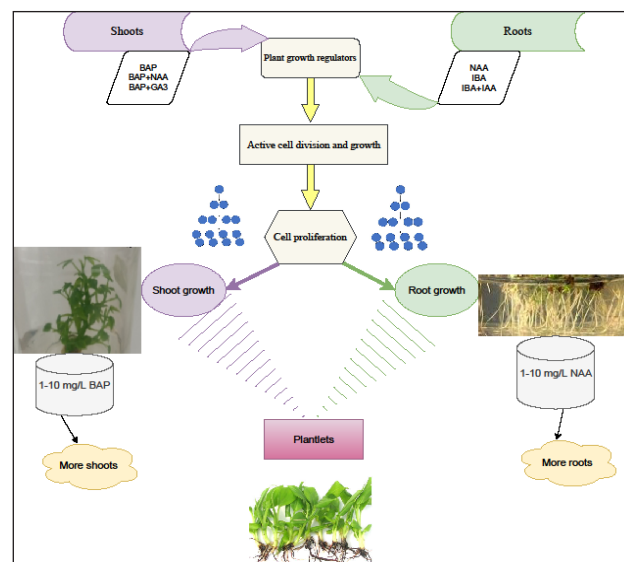 Shoots
Roots
BAP
BAP+NAA
BAP+GA3
Plant growth regulators
NAA
IBA
IBA+IAA
Active cell division and growth
Cell proliferation
Shoot growth
Root growth
1-10 mg/L BAP
1-10 mg/L NAA
Plantlets
More shoots
More roots